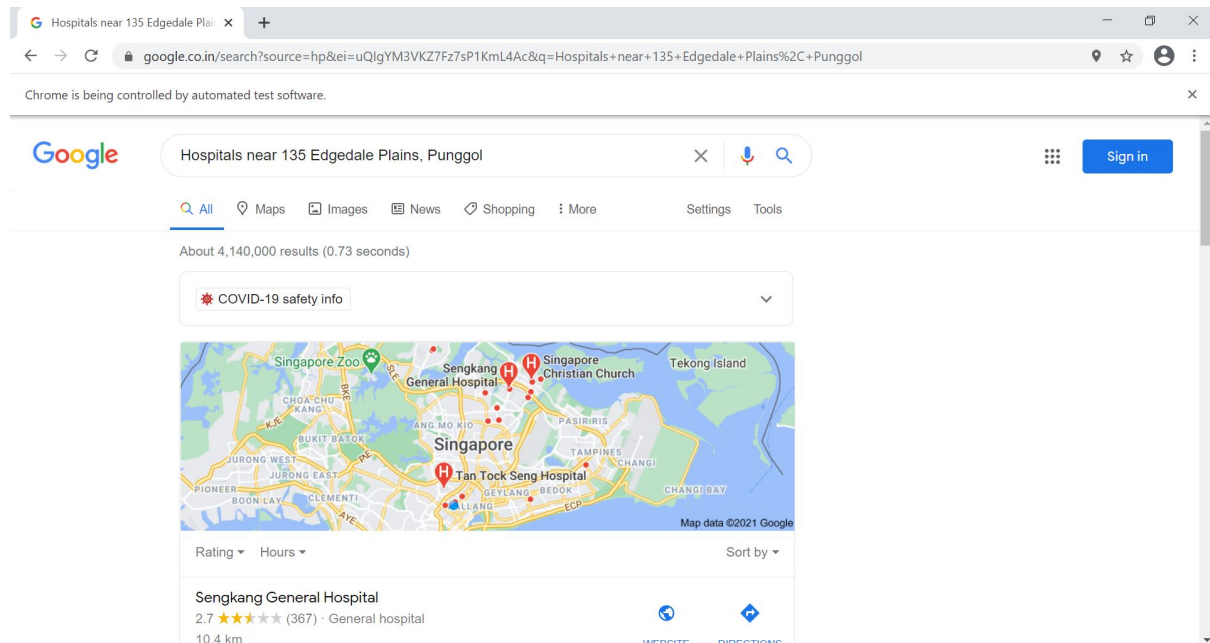 Hospitals near 135 Edgedale Plai
google.co.in/search?source=hp&ei=uQIgYM3VKZ7Fz7sP1KmL4Ac&q=Hospitals+near+135+Edgedale+Plains%2C+Punggol
Chrome is being controlled by automated test software.
Google
Hospitals near 135 Edgedale Plains, Punggol
Sign in
All Maps Images News Shopping More Settings Tools
About 4,140,000 results (0.73 seconds)
COVID-19 safety info
Singapore Zoo
SLE
Sengkang
General Hospital
Singapore
Christian Church
Tekong Island
BKE
CHOA CHU
KANG
KJE
ANG MO KIO
PASIR RIS
BUKIT BATOK
Singapore
TAMPINES
JURONG WEST
PIE
CHANGI
JURONG EAST
Tan Tock Seng Hospital
PIONEER
GEYLANG
BEDOK
CHANGI BAY
BOON LAY
CLEMENTI
LLANG
ECP
AYE
Map data ©2021 Google
Rating Hours Sort by
Sengkang General Hospital
2.7 (367) · General hospital
10.4 km
WEBSITE DIRECTIONS